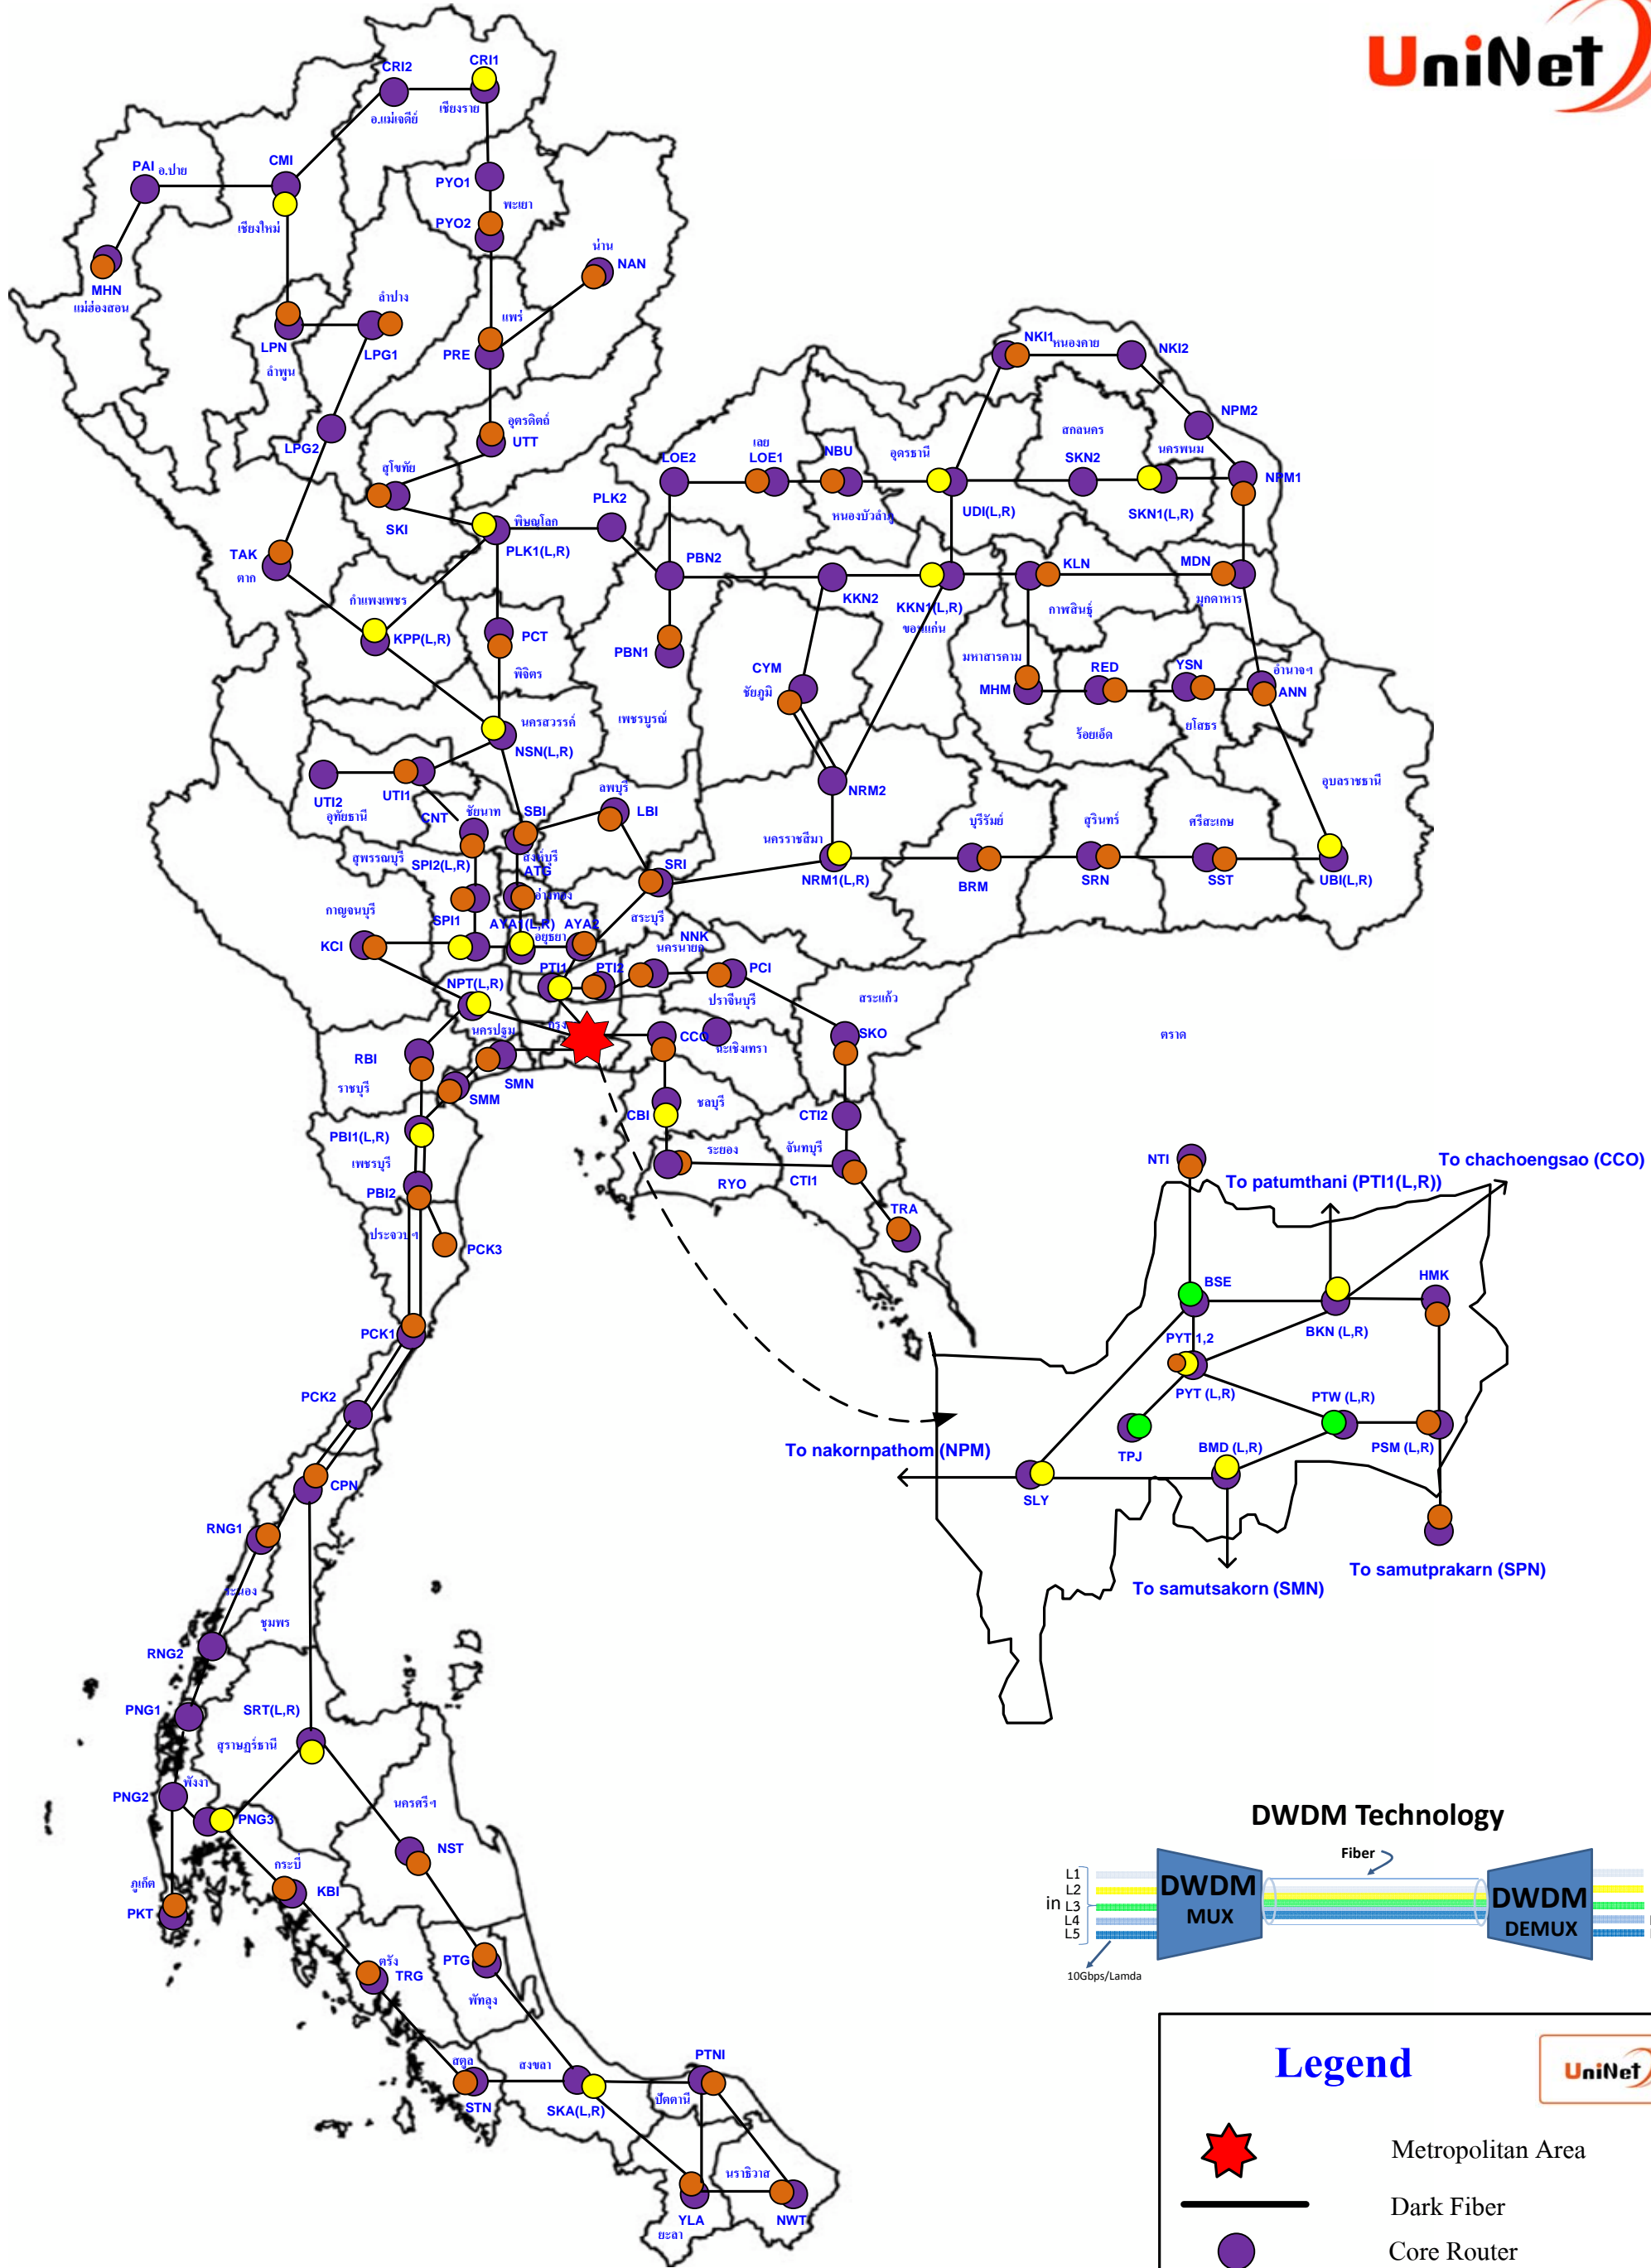 UniNet
CRI2
CRI1
อ.แม่เจดีย์
เชียงราย
PAI อ.ปาย
CMI
PYO1
พะเยา
PYO2
เชียงใหม่
น่าน
NAN
MHN
แม่ฮ่องสอน
ลำปาง
แพร่
LPN
LPG1
PRE
ลำพูน
NKI1
หนองคาย
NKI2
LPG2
อุตรดิตถ์
UTT
NPM2
สุโขทัย
SKI
เลย
LOE2
LOE1
NBU
อุดรธานี
สกลนคร
SKN2
นครพนม
NPM1
PLK2
พิษณุโลก
PLK1(L,R)
หนองบัวลำภู
UDI(L,R)
SKN1(L,R)
TAK
ตาก
PBN2
KKN2
KKN1(L,R)
ขอนแก่น
KLN
กาฬสินธุ์
MDN
มุกดาหาร
กำแพงเพชร
KPP(L,R)
PCT
พิจิตร
PBN1
CYM
ชัยภูมิ
มหาสารคาม
MHM
RED
YSN
อำนาจฯ
ANN
เพชรบูรณ์
ร้อยเอ็ด
ยโสธร
นครสวรรค์
NSN(L,R)
UTI2
อุทัยธานี
UTI1
NRM2
อุบลราชธานี
CNT
ชัยนาท
SBI
ลพบุรี
LBI
สุพรรณบุรี
SPI2(L,R)
สิงห์บุรี
ATG
อ่างทอง
SRI
สระบุรี
นครราชสีมา
NRM1(L,R)
บุรีรัมย์
BRM
สุรินทร์
SRN
ศรีสะเกษ
SST
UBI(L,R)
กาญจนบุรี
KCI
SPI1
AYA1(L,R)
AYA2
อยุธยา
NNK
นครนายก
PTI1
PTI2
PCI
ปราจีนบุรี
สระแก้ว
NPT(L,R)
นครปฐม
กรุง
CCO
ฉะเชิงเทรา
SKO
ตราด
RBI
ราชบุรี
SMN
SMM
CBI
ชลบุรี
CTI2
PBI1(L,R)
เพชรบุรี
ระยอง
RYO
จันทบุรี
CTI1
PBI2
TRA
ประจวบฯ
PCK3
PCK1
PCK2
CPN
RNG1
ระนอง
ชุมพร
RNG2
PNG1
SRT(L,R)
สุราษฎร์ธานี
PNG2
พังงา
PNG3
นครศรีฯ
NST
ภูเก็ต
PKT
กระบี่
KBI
ตรัง
TRG
PTG
พัทลุง
สตูล
STN
สงขลา
SKA(L,R)
PTNI
ปัตตานี
นราธิวาส
YLA
ยะลา
NWT
NTI
To chachoengsao (CCO)
To patumthani (PTI1(L,R))
BSE
HMK
BKN (L,R)
PYT 1,2
PYT (L,R)
PTW (L,R)
TPJ
BMD (L,R)
PSM (L,R)
To nakornpathom (NPM)
SLY
To samutsakorn (SMN)
To samutprakarn (SPN)
DWDM Technology
Fiber
in
L1
L2
L3
L4
L5
DWDM
MUX
DWDM
DEMUX
10Gbps/Lamda
Legend
UniNet
Metropolitan Area
Dark Fiber
Core Router